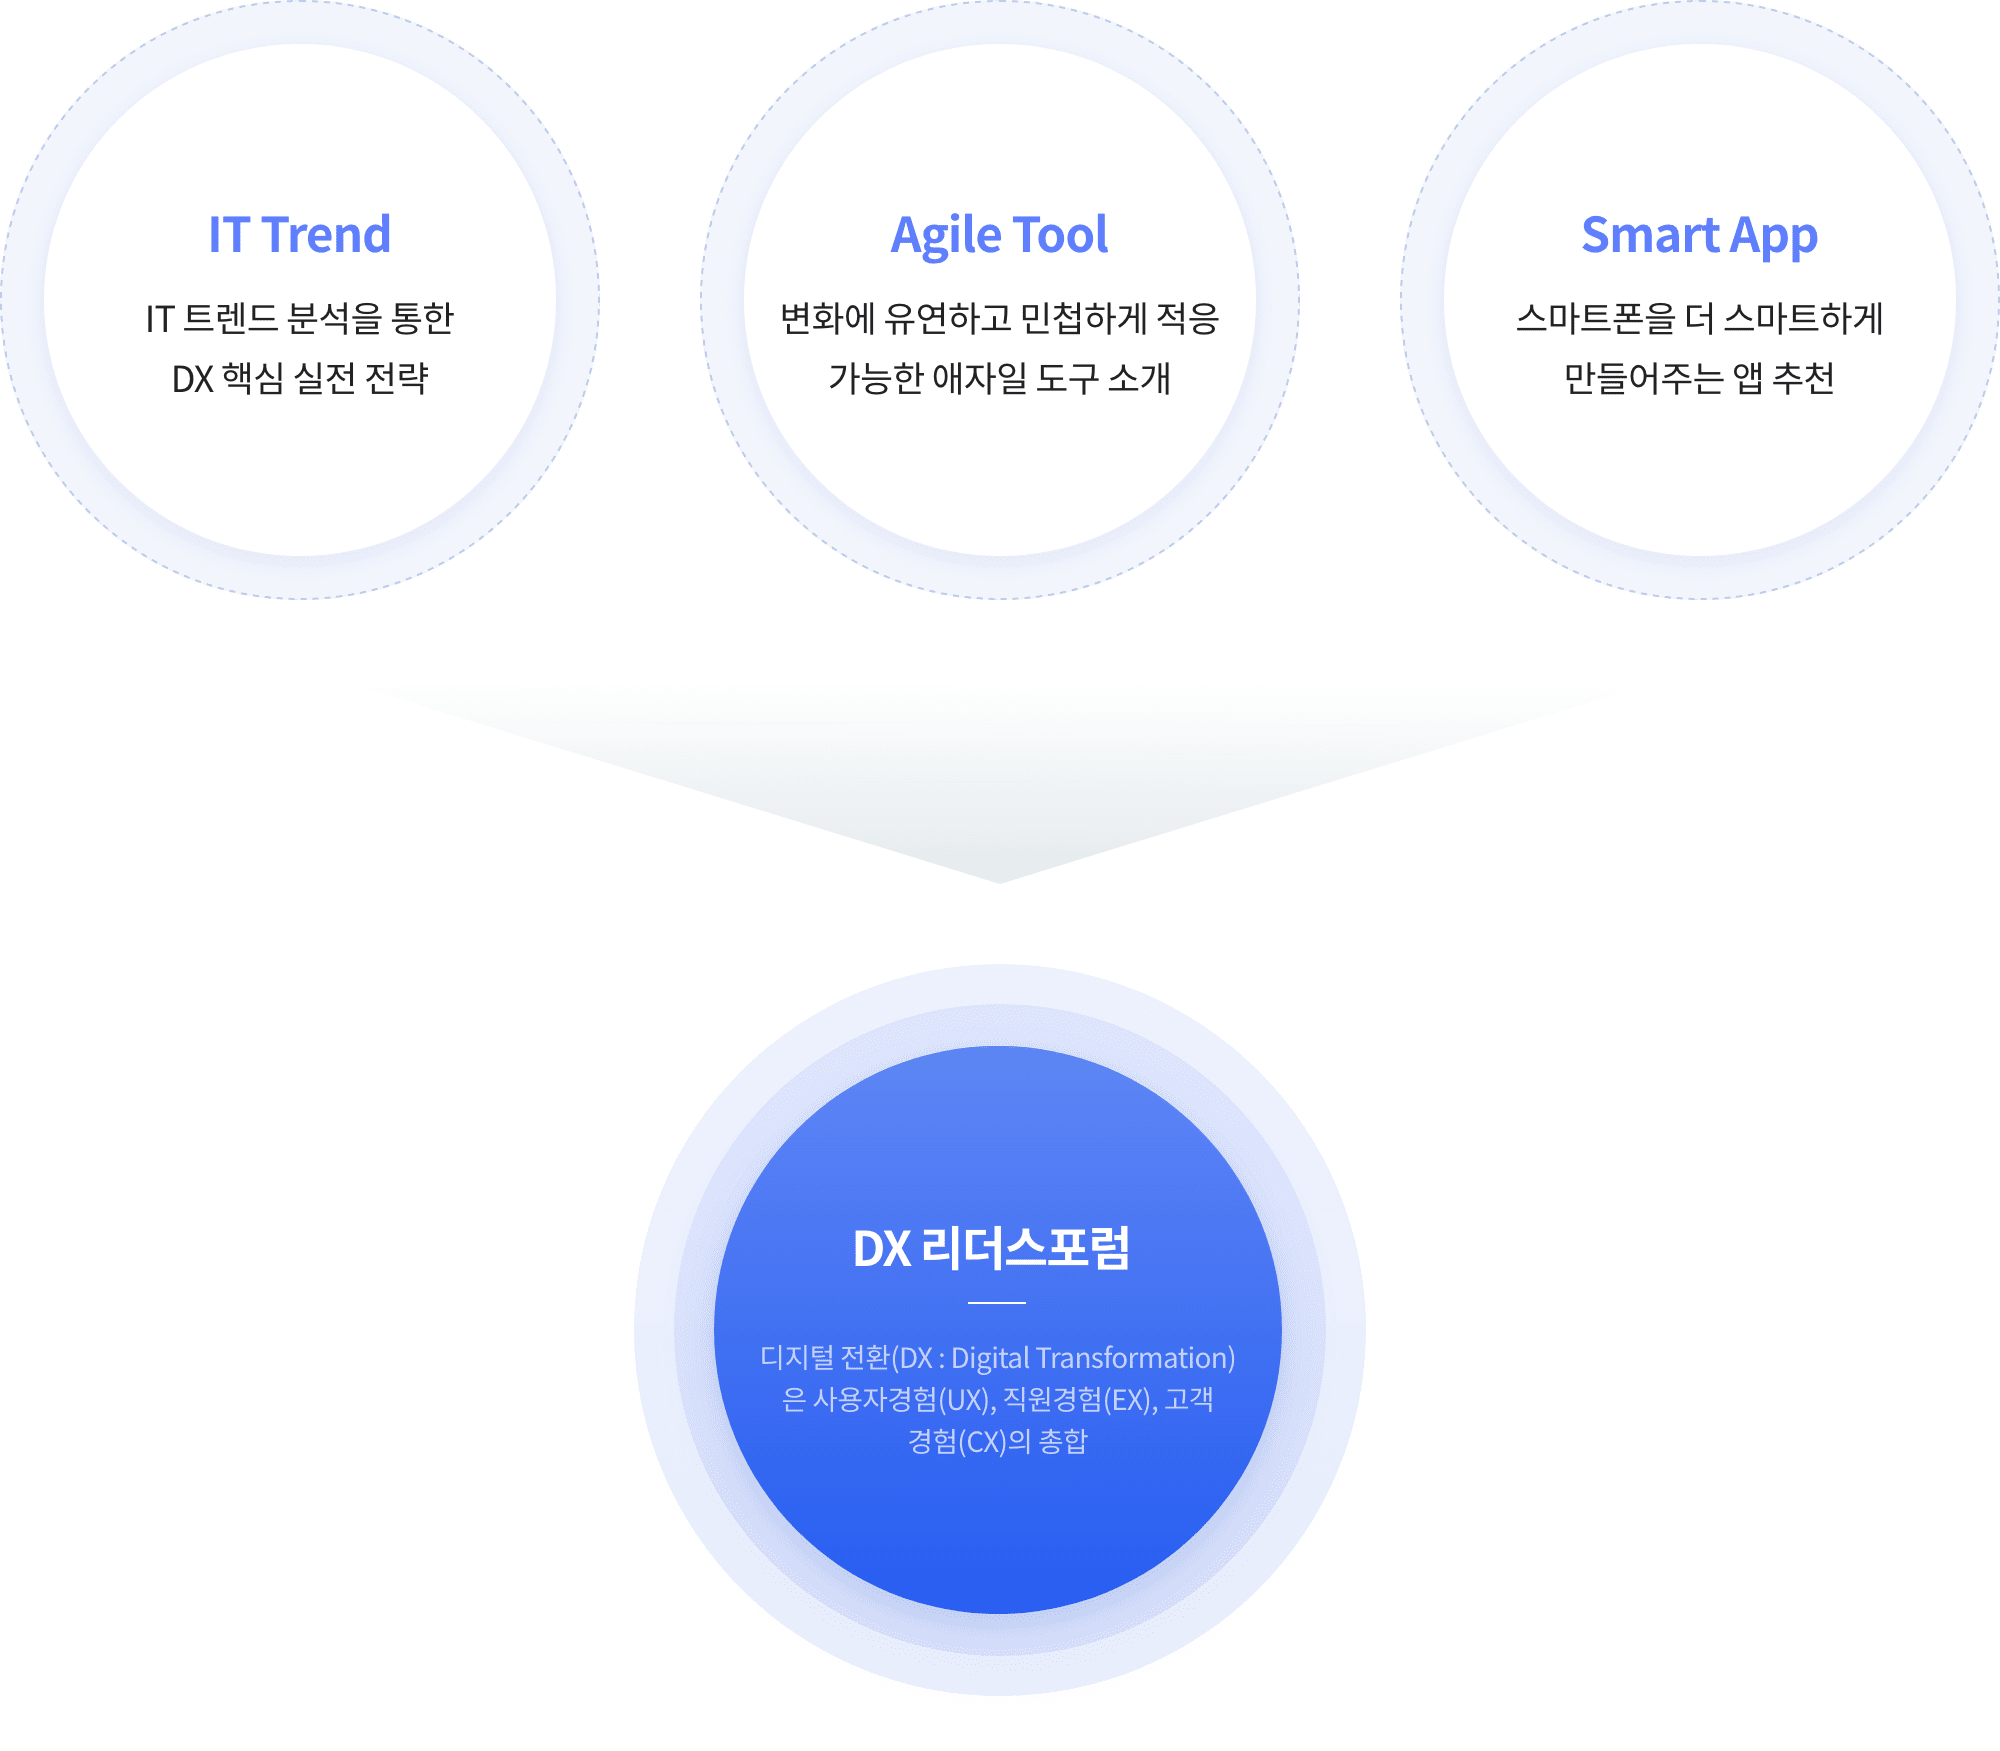 IT Trend
IT 트렌드 분석을 통한
DX 핵심 실전 전략
Agile Tool
변화에 유연하고 민첩하게 적응
가능한 애자일 도구 소개
Smart App
스마트폰을 더 스마트하게
만들어주는 앱 추천
DX 리더스포럼
디지털 전환(DX : Digital Transformation)
은 사용자경험(UX), 직원경험(EX), 고객
경험(CX)의 총합